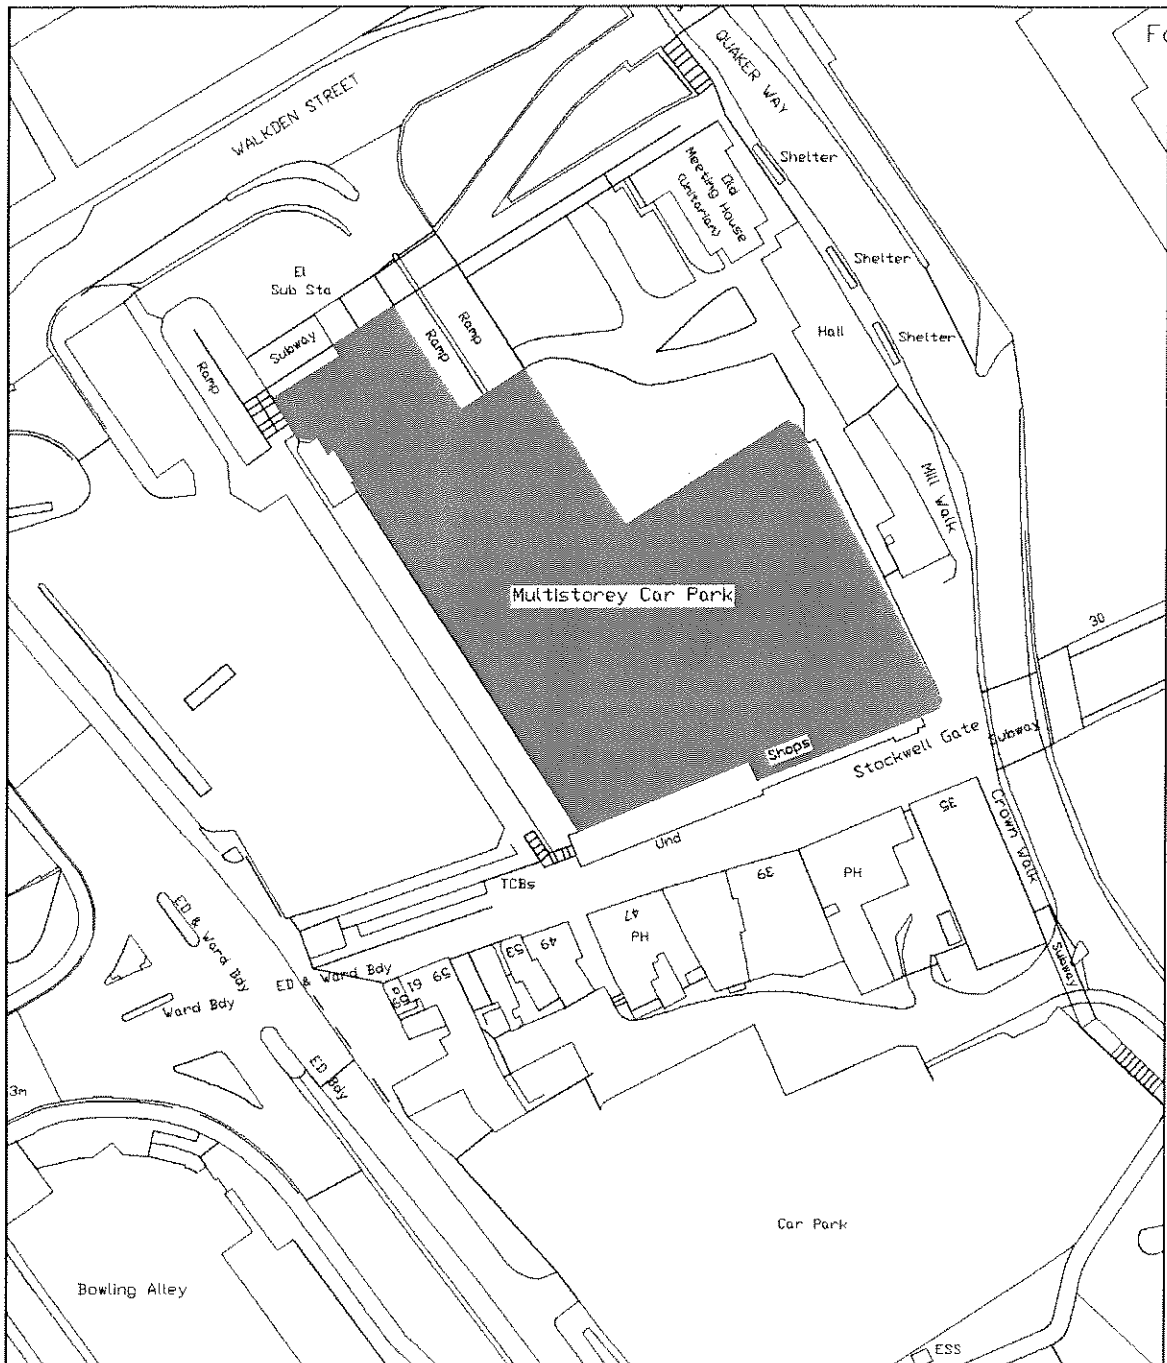 QUAKER WAY
WALKDEN STREET
Shelter
Old
Meeting House
(Unitarian)
Shelter
El
Sub Sta
Ramp
Ramp
Subway
Hall
Shelter
Ramp
Mill Walk
Multistorey Car Park
30
Shops
Stockwell Gate
Subway
Und
35
Crown Walk
TCBs
39
PH
47
PH
49
53
59
61
ED & Ward Bdy
ED & Ward Bdy
Ward Bdy
Subway
ED Bdy
3m
Car Park
Bowling Alley
ESS